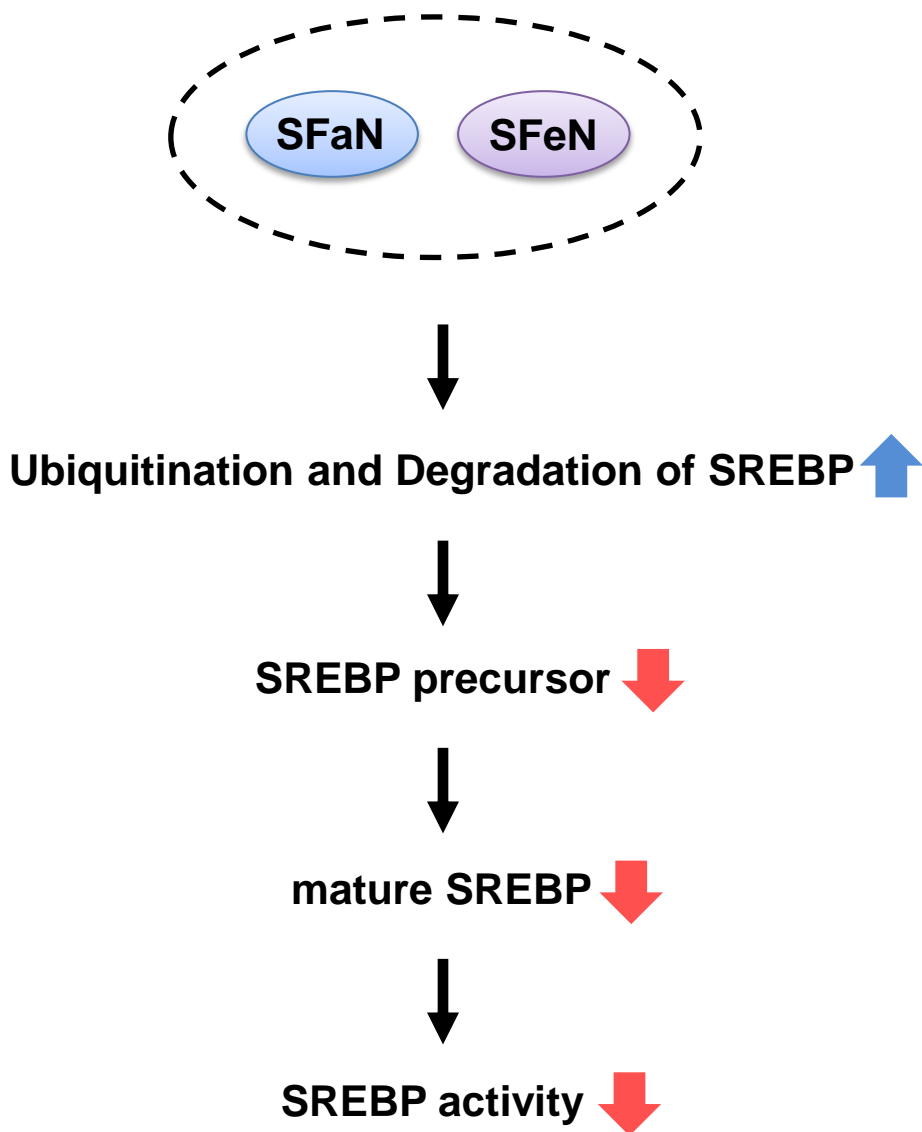 SFaN SFeN
Ubiquitination and Degradation of SREBP
SREBP precursor
mature SREBP
SREBP activity